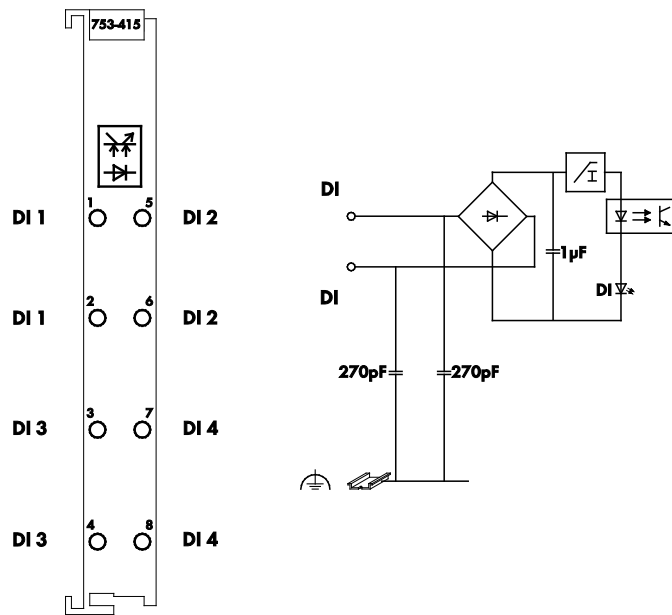 753-415
1 5
DI 1 DI 2
2 6
DI 1 DI 2
3 7
DI 3 DI 4
4 8
DI 3 DI 4
DI
DI
I
1µF
DI
270pF 270pF